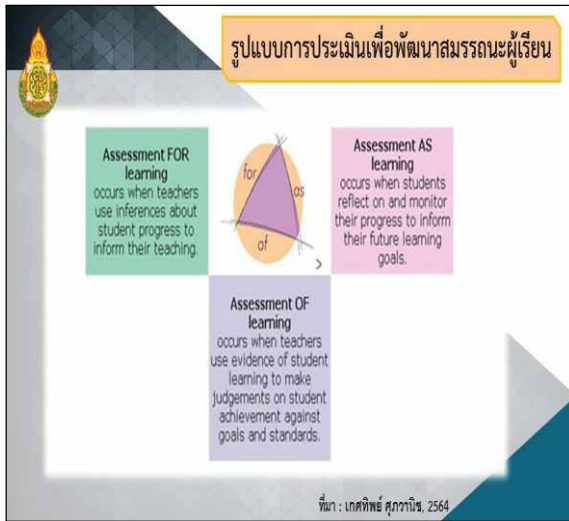 รูปแบบการประเมินเพื่อพัฒนาสมรรถนะผู้เรียน
Assessment FOR
learning
occurs when teachers
use inferences about
student progress to
inform their teaching.
for
as
of
Assessment AS
learning
occurs when students
reflect on and monitor
their progress to inform
their future learning
goals.
Assessment OF
learning
occurs when teachers
use evidence of student
learning to make
judgements on student
achievement against
goals and standards.
ที่มา : เกศทิพย์ ศุภวานิช, 2564